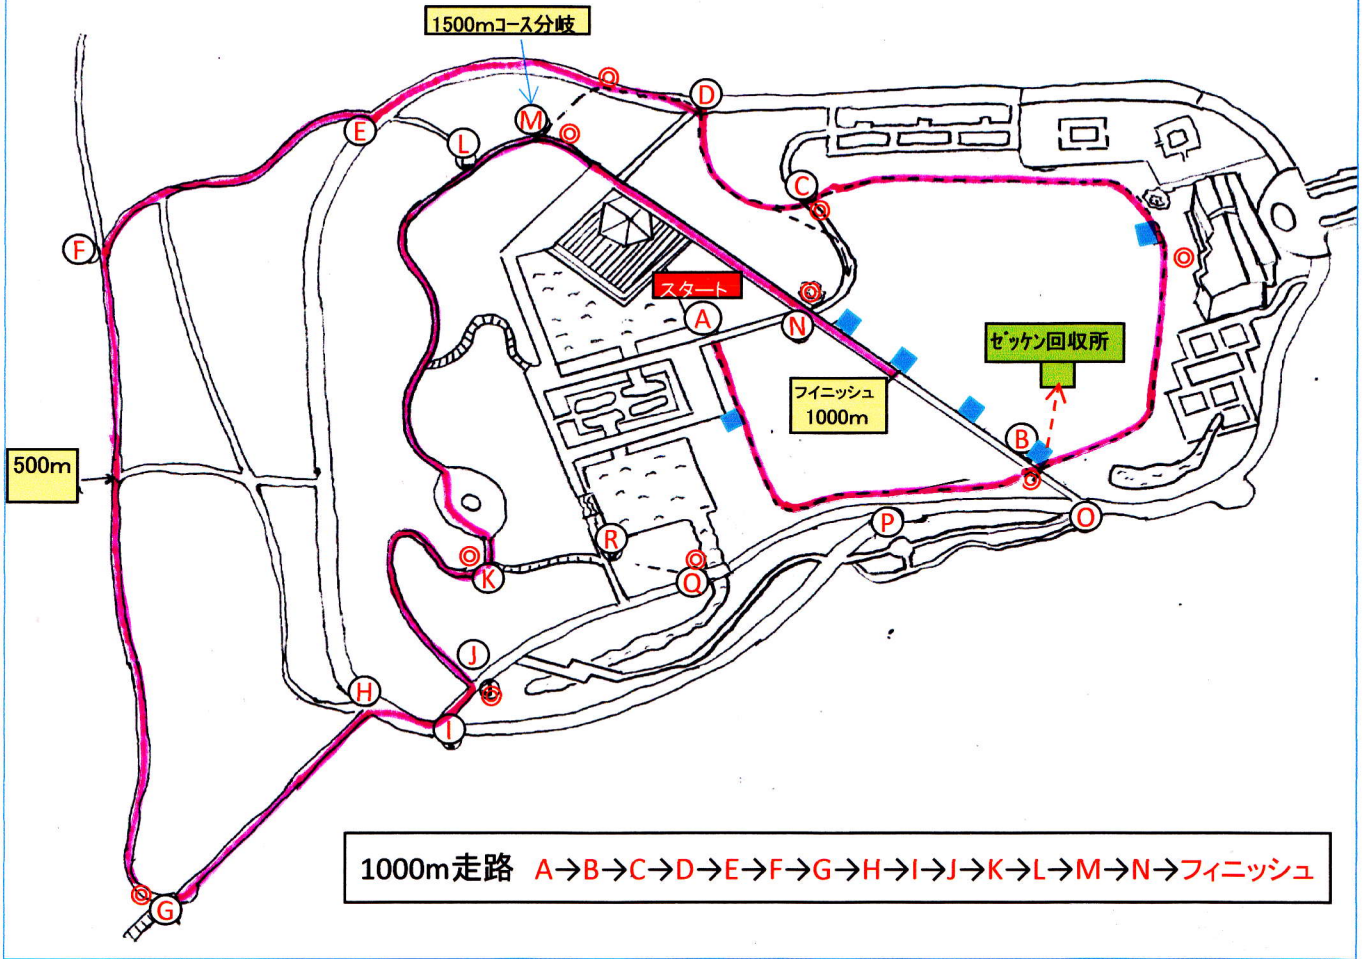 1500mコース分岐
D
M
E
L
C
F
スタート
A
N
ゼッケン回収所
フイニッシュ
1000m
B
500m
P
O
R
Q
K
J
H
I
G
1000m走路 A→B→C→D→E→F→G→H→I→J→K→L→M→N→フィニッシュ